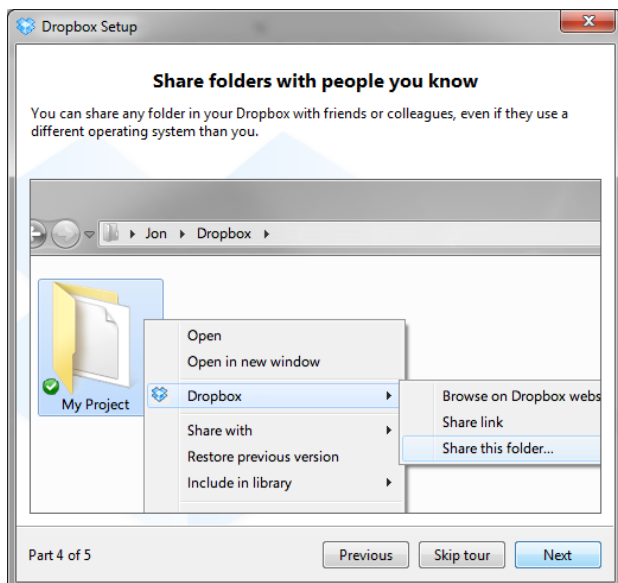 Dropbox Setup
Share folders with people you know
You can share any folder in your Dropbox with friends or colleagues, even if they use a
different operating system than you.
Jon Dropbox
Open
Open in new window
My Project
Dropbox
Browse on Dropbox webs
Share with
Share link
Restore previous version
Share this folder...
Include in library
Part 4 of 5
Previous
Skip tour
Next